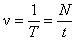 ν = 1/T = N/t